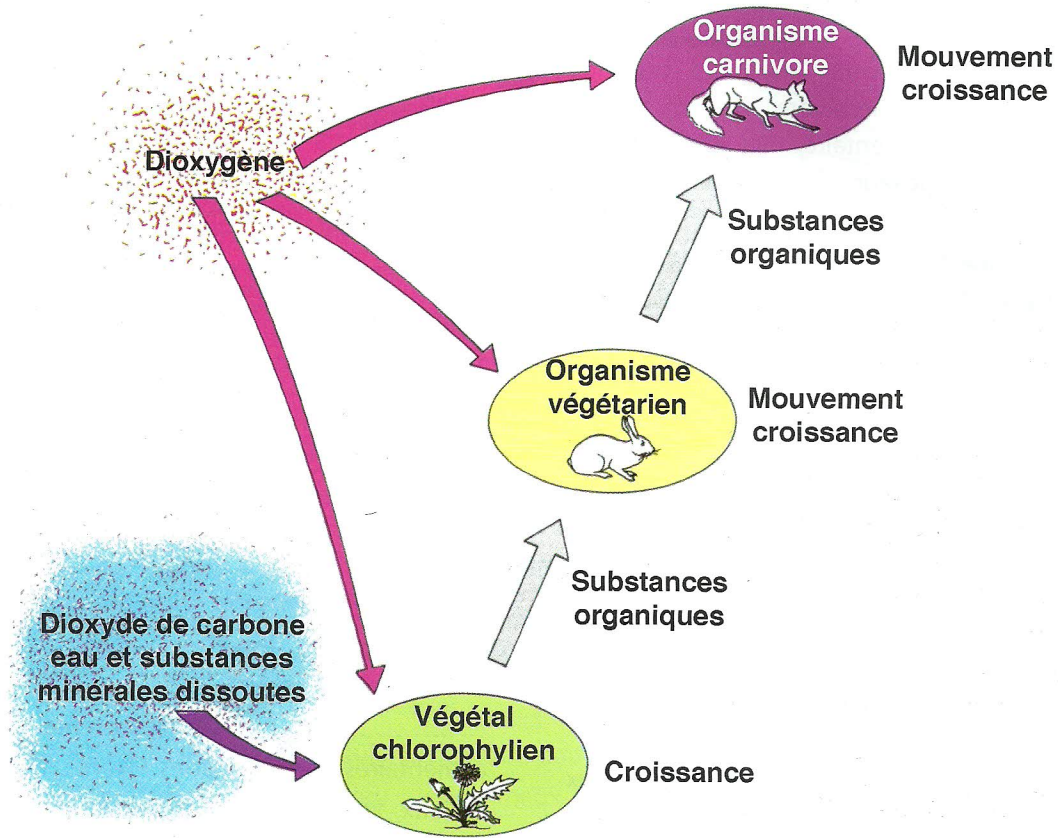 Organisme
carnivore
Mouvement
croissance
Dioxygène
Substances
organiques
Organisme
végétarien
Mouvement
croissance
Substances
organiques
Dioxyde de carbone
eau et substances
minérales dissoutes
Végétal
chlorophylien
Croissance